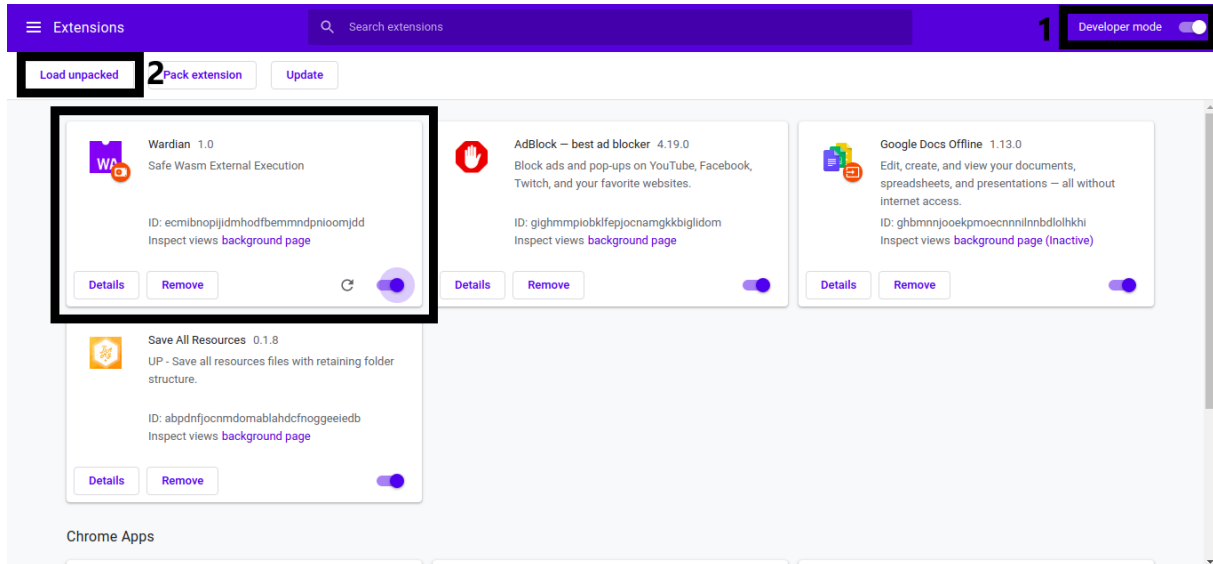 Extensions
Search extensions
1
Developer mode
Load unpacked
2
Pack extension
Update
Wardian 1.0
Safe Wasm External Execution
ID: ecmibnopijidmhodfbemmndpnioomjdd
Inspect views background page
Details
Remove
AdBlock — best ad blocker 4.19.0
Block ads and pop-ups on YouTube, Facebook,
Twitch, and your favorite websites.
ID: gighmmpiobklfepjocnamgkkbiglidom
Inspect views background page
Details
Remove
Google Docs Offline 1.13.0
Edit, create, and view your documents,
spreadsheets, and presentations — all without
internet access.
ID: ghbmnnjooekpmoecnnnilnnbdlolhkhi
Inspect views background page (Inactive)
Details
Remove
Save All Resources 0.1.8
UP - Save all resources files with retaining folder
structure.
ID: abpdnfjocnmdomablahdcfnoggeeiedb
Inspect views background page
Details
Remove
Chrome Apps